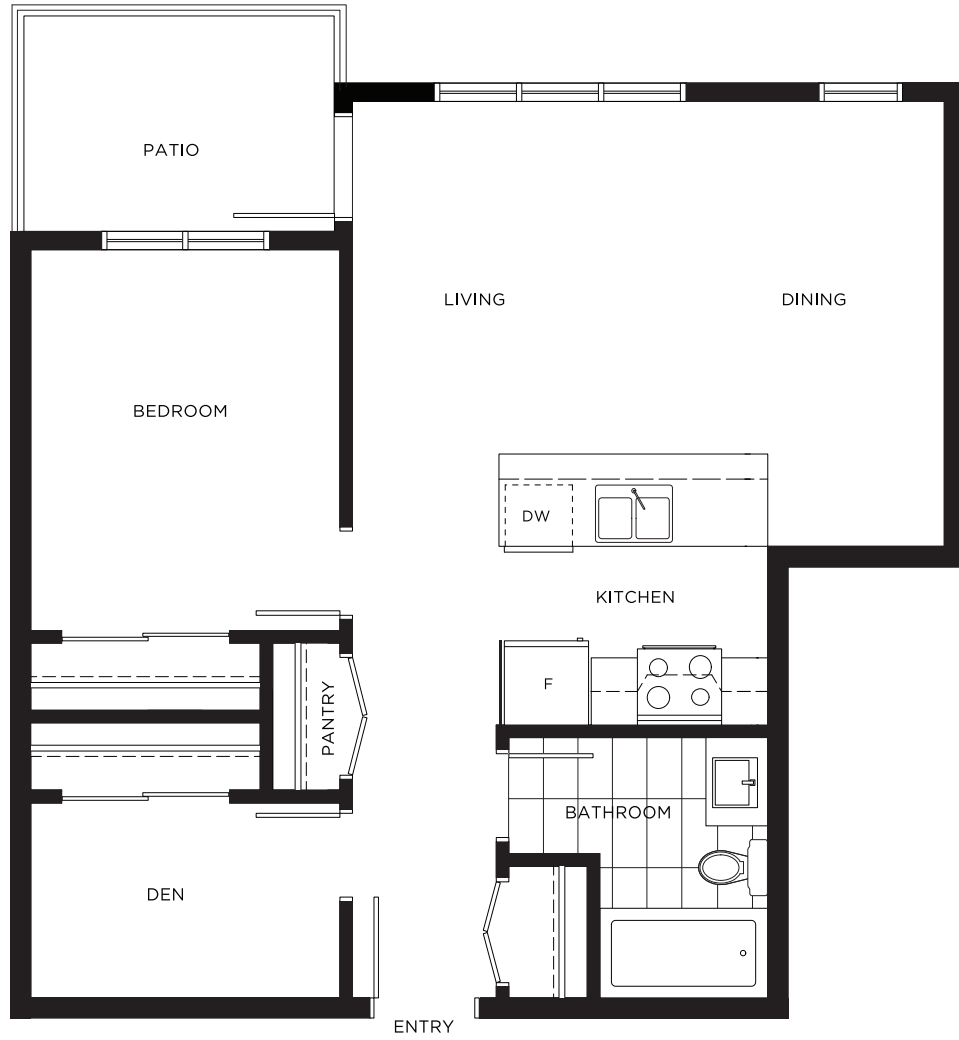 PATIO
LIVING
DINING
BEDROOM
DW
KITCHEN
F
PANTRY
BATHROOM
DEN
ENTRY